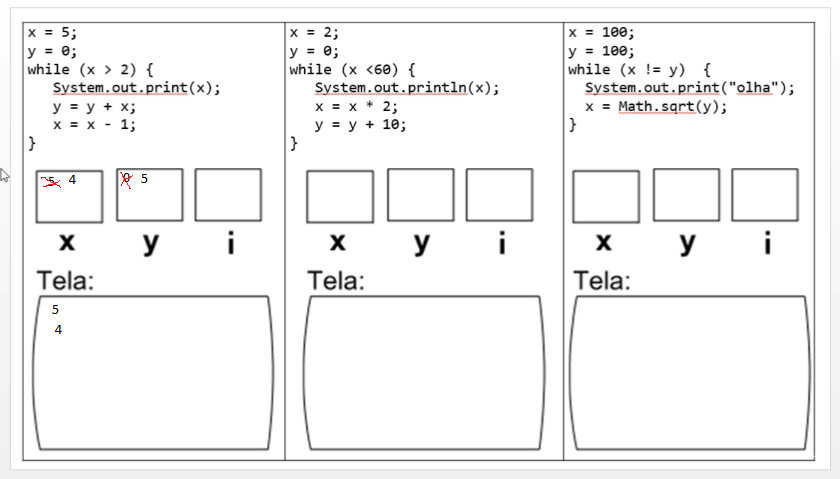 x = 5;
y = 0;
while (x > 2) {
System.out.print(x);
y = y + x;
x = x - 1;
}
5 4
0 5
x y i
Tela:
5
4
x = 2;
y = 0;
while (x <60) {
System.out.println(x);
x = x * 2;
y = y + 10;
}
x y i
Tela:
x = 100;
y = 100;
while (x != y) {
System.out.print("olha");
x = Math.sqrt(y);
}
x y i
Tela: